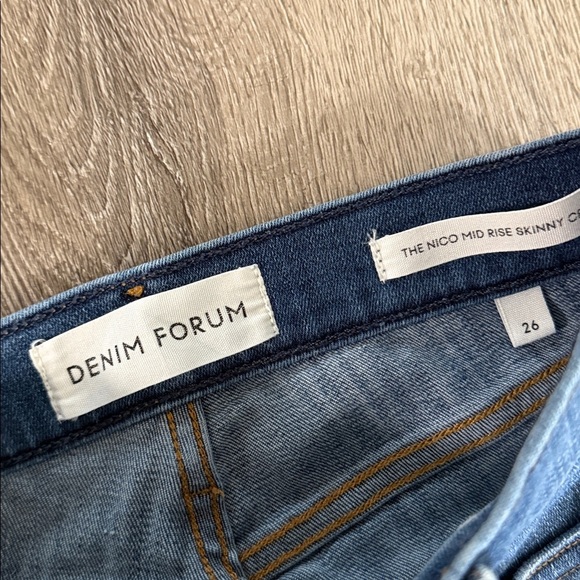 DENIM FORUM
THE NICO MID RISE SKINNY
26